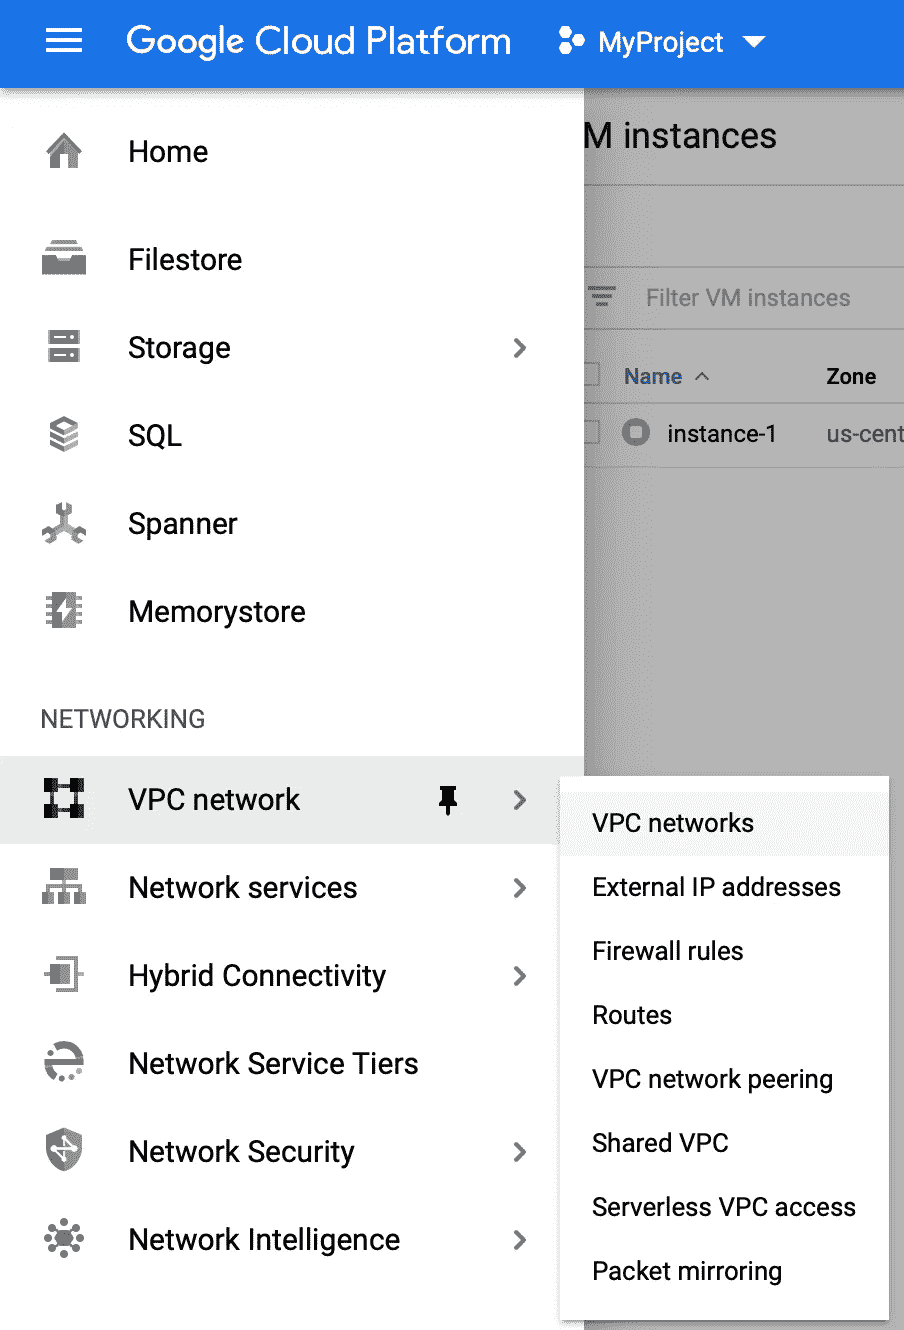 Google Cloud Platform MyProject
Home
Filestore
Storage
SQL
Spanner
Memorystore
NETWORKING
VPC network
Network services
Hybrid Connectivity
Network Service Tiers
Network Security
Network Intelligence
M instances
Filter VM instances
Name Zone
instance-1 us-cent
VPC networks
External IP addresses
Firewall rules
Routes
VPC network peering
Shared VPC
Serverless VPC access
Packet mirroring